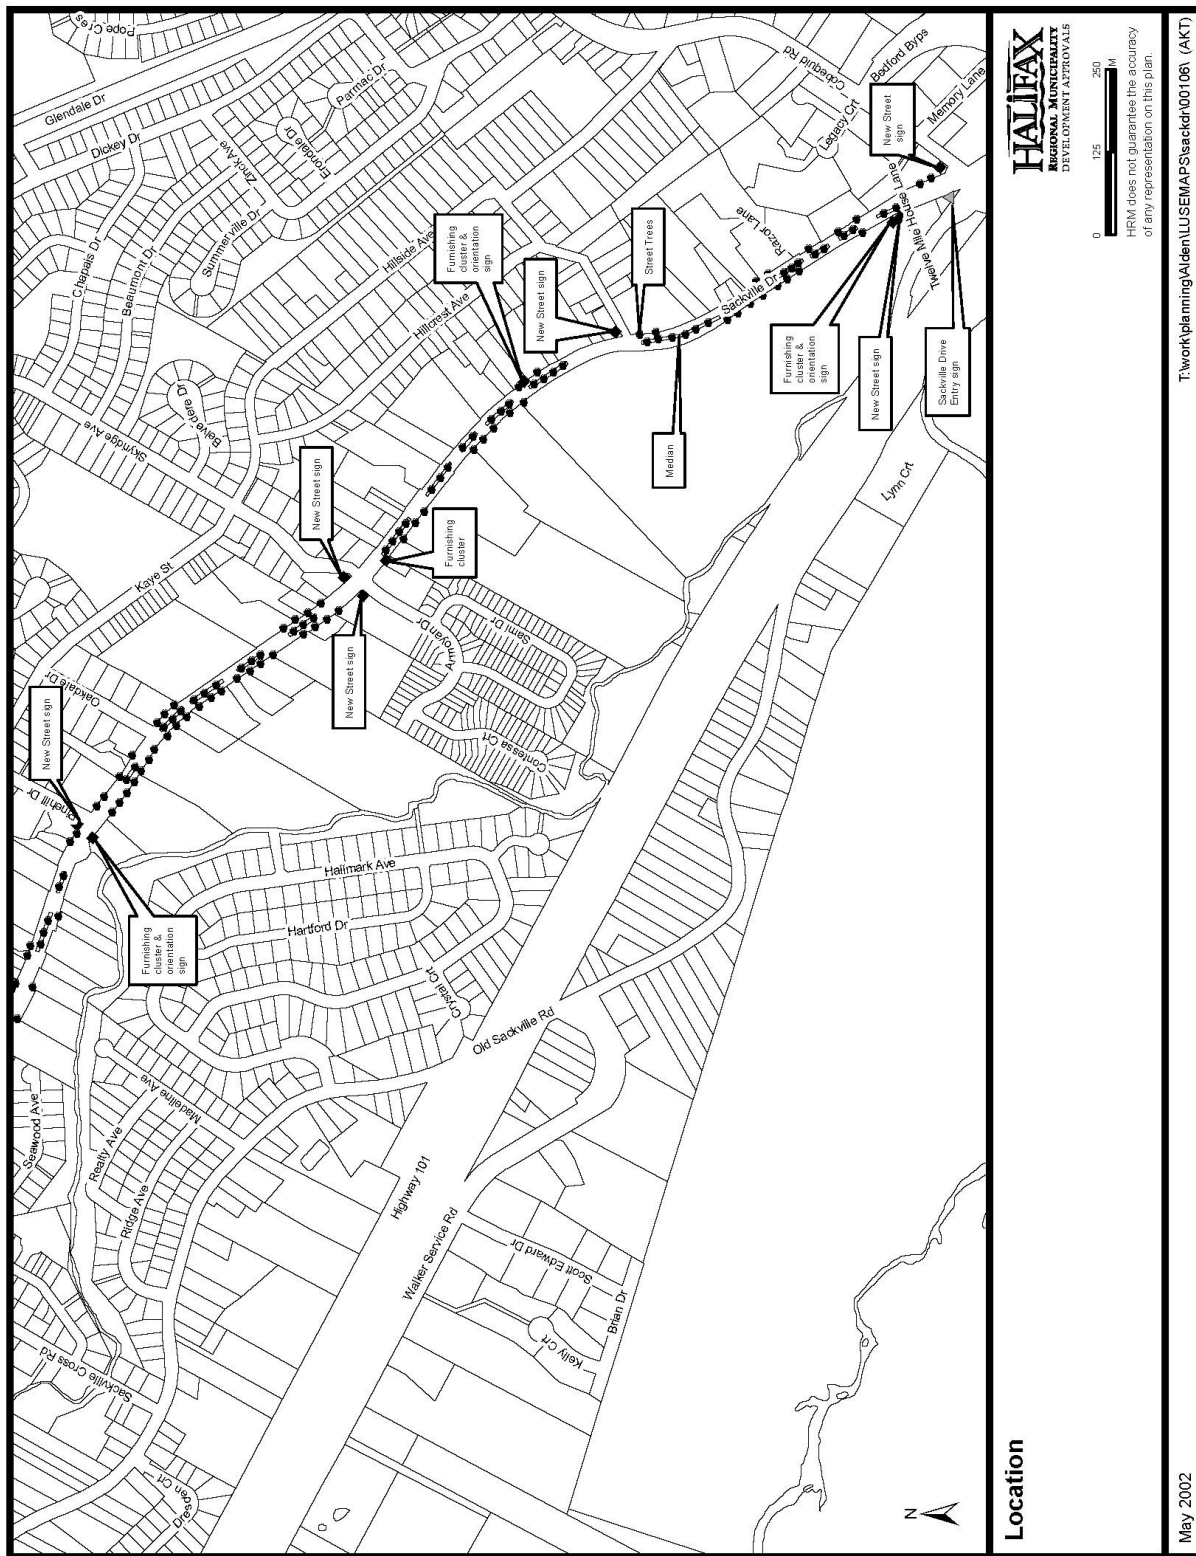 Pope Cres
Glendale Dr
Dickey Dr
Parmac Dr
Cobequid Rd
Bedford Byps
Memory Lane
Chapais Dr
Beaumont Dr
Zinck Ave
Summerville Dr
Legacy Crt
New Street
sign
Hillside Ave
Hillcrest Ave
Furnishing
cluster &
orientation
sign
New Street sign
Street Trees
Razor Lane
Sackville Dr
Twelve Mile House Lane
Skyridge Ave
Belvedere Dr
Furnishing
cluster &
orientation
sign
New Street sign
Sackville Drive
Entry sign
Median
New Street sign
Furnishing
cluster
Lynn Crt
Kaye St
New Street sign
Armoyan Dr
Sami Dr
Contessa Crt
Oakdale Dr
New Street sign
Pinehill Dr
Furnishing
cluster &
orientation
sign
Hallmark Ave
Hartford Dr
Crystal Crt
Old Sackville Rd
Seawood Ave
Madeline Ave
Realty Ave
Ridge Ave
Highway 101
Walker Service Rd
Scott Edward Dr
Brian Dr
Kelly Crt
Sackville Cross Rd
Dresden Crt
N
Location
HALIFAX
REGIONAL MUNICIPALITY
DEVELOPMENT APPROVALS
0 125 250
M
HRM does not guarantee the accuracy
of any representation on this plan.
May 2002
T:\work\planning\Alden\LUSEMAPS\sackdr\00106\ (AKT)